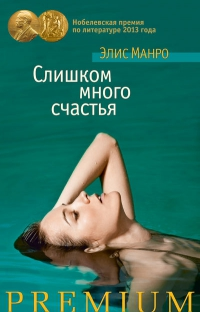 Нобелевская премия
по литературе 2013 года
Элис Манро
Слишком
много
счастья
PREMIUM